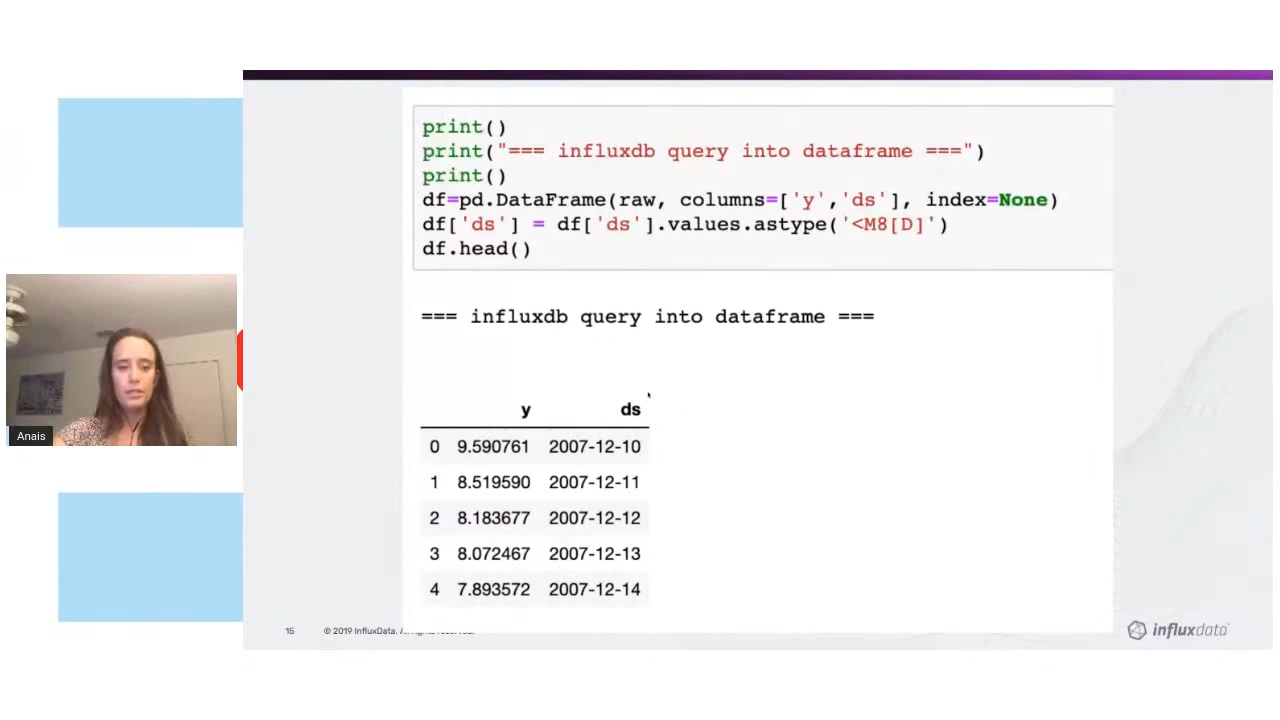 print()
print("=== influxdb query into dataframe ===")
print()
df=pd.DataFrame(raw, columns=['y','ds'], index=None)
df['ds'] = df['ds'].values.astype('<M8[D]')
df.head()
=== influxdb query into dataframe ===
y ds
0 9.590761 2007-12-10
1 8.519590 2007-12-11
2 8.183677 2007-12-12
3 8.072467 2007-12-13
4 7.893572 2007-12-14
Anais
15 © 2019 InfluxData.
influxdata